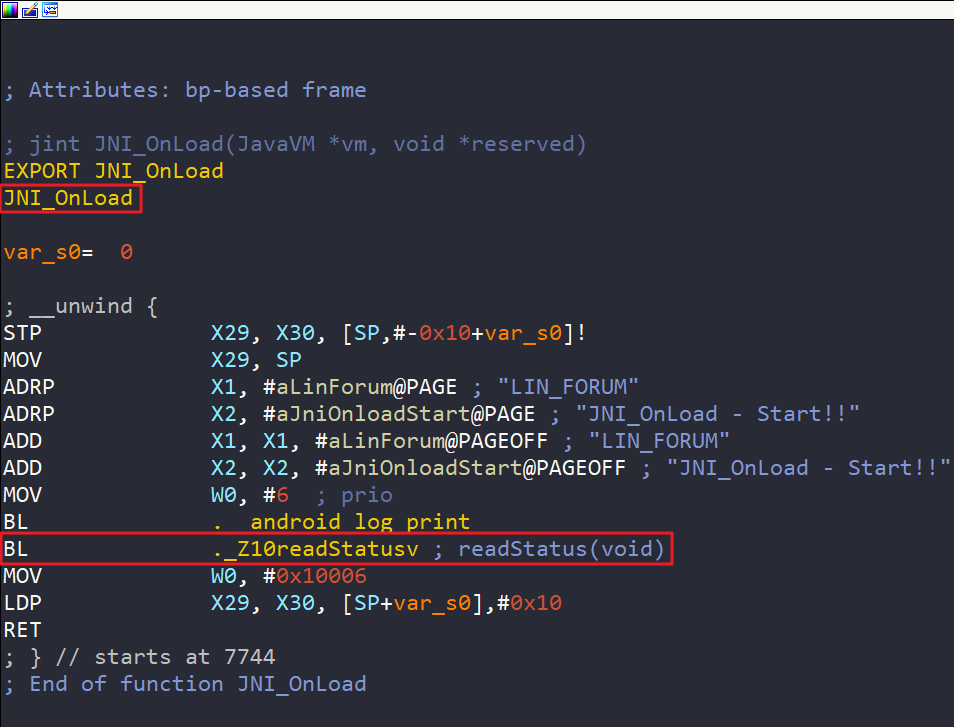 ; Attributes: bp-based frame
; jint JNI_OnLoad(JavaVM *vm, void *reserved)
EXPORT JNI_OnLoad
JNI_OnLoad
var_s0=  0
; __unwind {
STP X29, X30, [SP,#-0x10+var_s0]!
MOV X29, SP
ADRP X1, #aLinForum@PAGE ; "LIN_FORUM"
ADRP X2, #aJniOnloadStart@PAGE ; "JNI_OnLoad - Start!!"
ADD X1, X1, #aLinForum@PAGEOFF ; "LIN_FORUM"
ADD X2, X2, #aJniOnloadStart@PAGEOFF ; "JNI_OnLoad - Start!!"
MOV W0, #6  ; prio
BL .__android_log_print
BL ._Z10readStatusv ; readStatus(void)
MOV W0, #0x10006
LDP X29, X30, [SP+var_s0],#0x10
RET
; } // starts at 7744
; End of function JNI_OnLoad